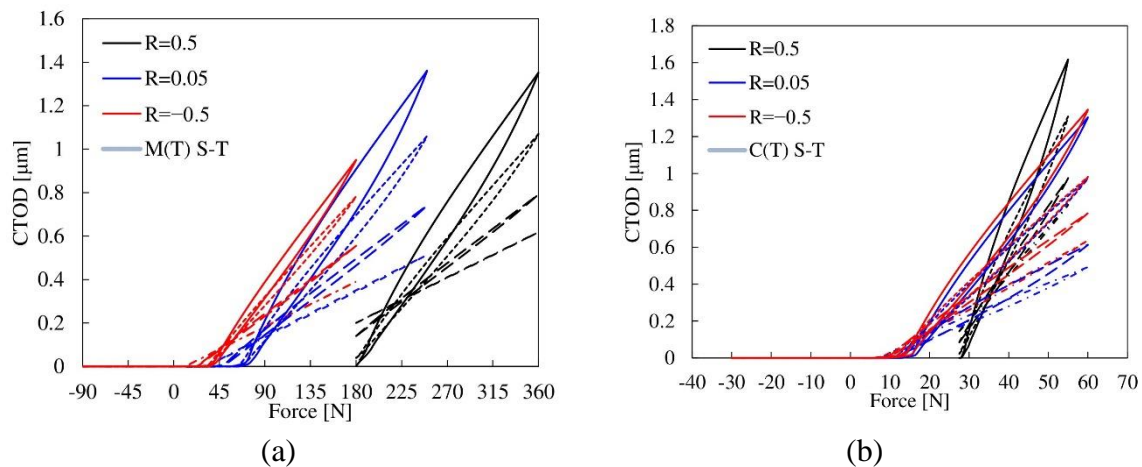 1.6
1.4
1.2
1
0.8
0.6
0.4
0.2
0
CTOD [µm]
R=0.5
R=0.05
R=−0.5
M(T) S-T
-90 -45 0 45 90 135 180 225 270 315 360
Force [N]
(a)
1.8
1.6
1.4
1.2
1
0.8
0.6
0.4
0.2
0
CTOD [µm]
R=0.5
R=0.05
R=−0.5
C(T) S-T
-40 -30 -20 -10 0 10 20 30 40 50 60 70
Force [N]
(b)